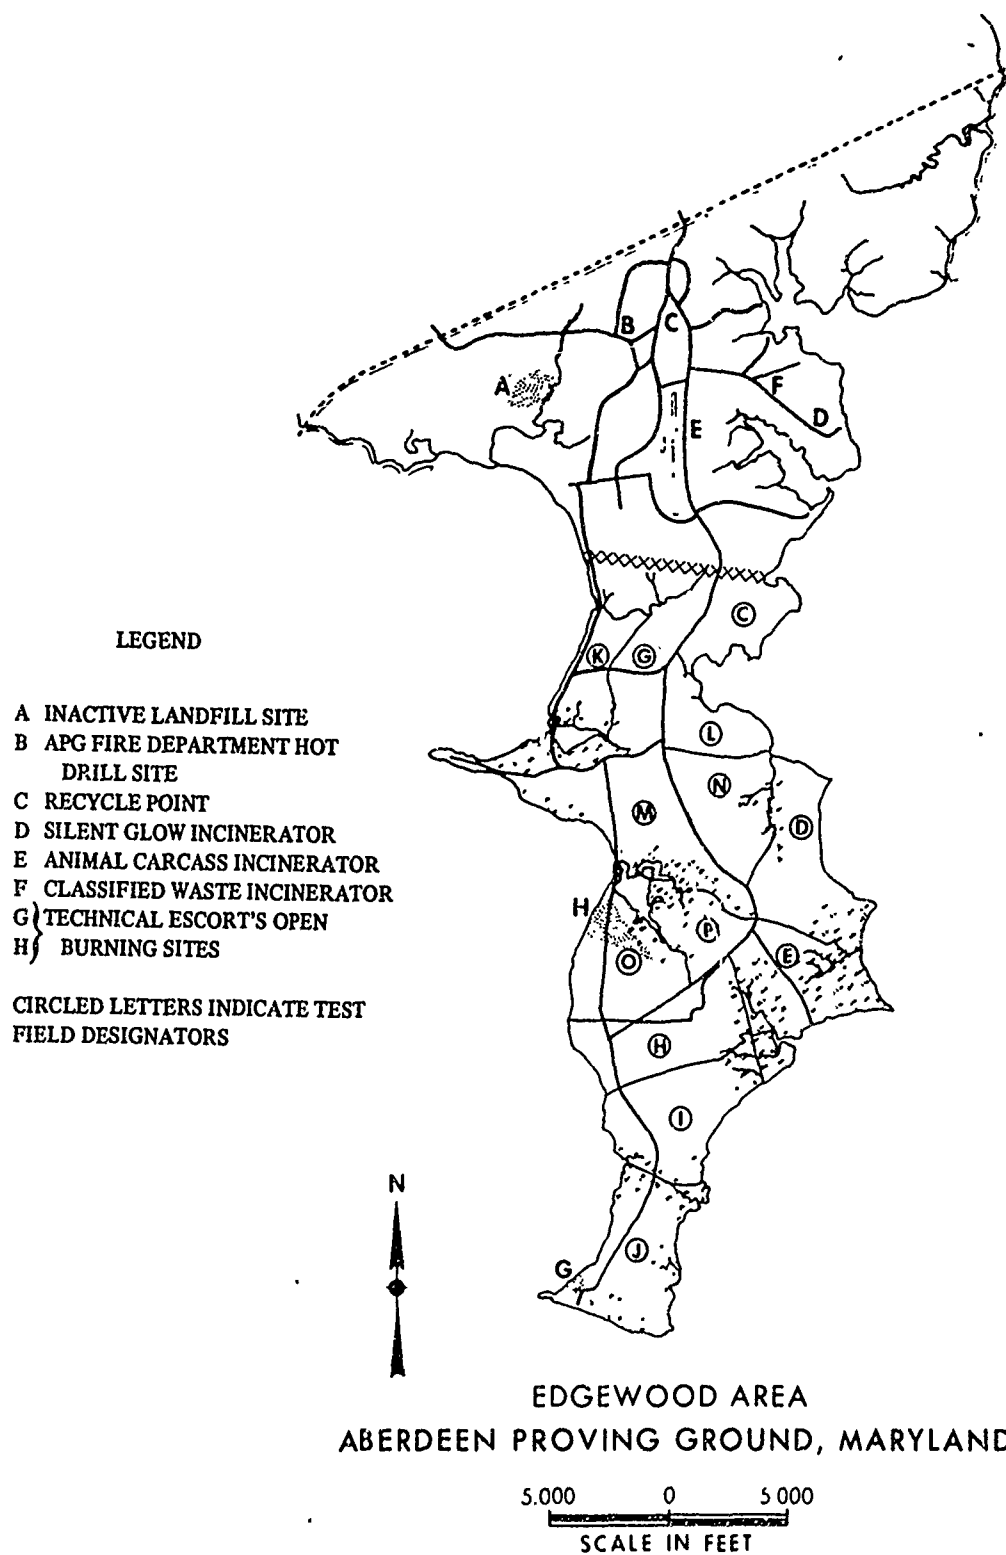 B
C
A
F
D
E
C
K
G
L
N
M
D
H
P
O
E
H
I
J
G
LEGEND
A INACTIVE LANDFILL SITE
B APG FIRE DEPARTMENT HOT
DRILL SITE
C RECYCLE POINT
D SILENT GLOW INCINERATOR
E ANIMAL CARCASS INCINERATOR
F CLASSIFIED WASTE INCINERATOR
G} TECHNICAL ESCORT'S OPEN
H} BURNING SITES
CIRCLED LETTERS INDICATE TEST
FIELD DESIGNATORS
N
EDGEWOOD AREA
ABERDEEN PROVING GROUND, MARYLAND
5.000 0 5 000
SCALE IN FEET